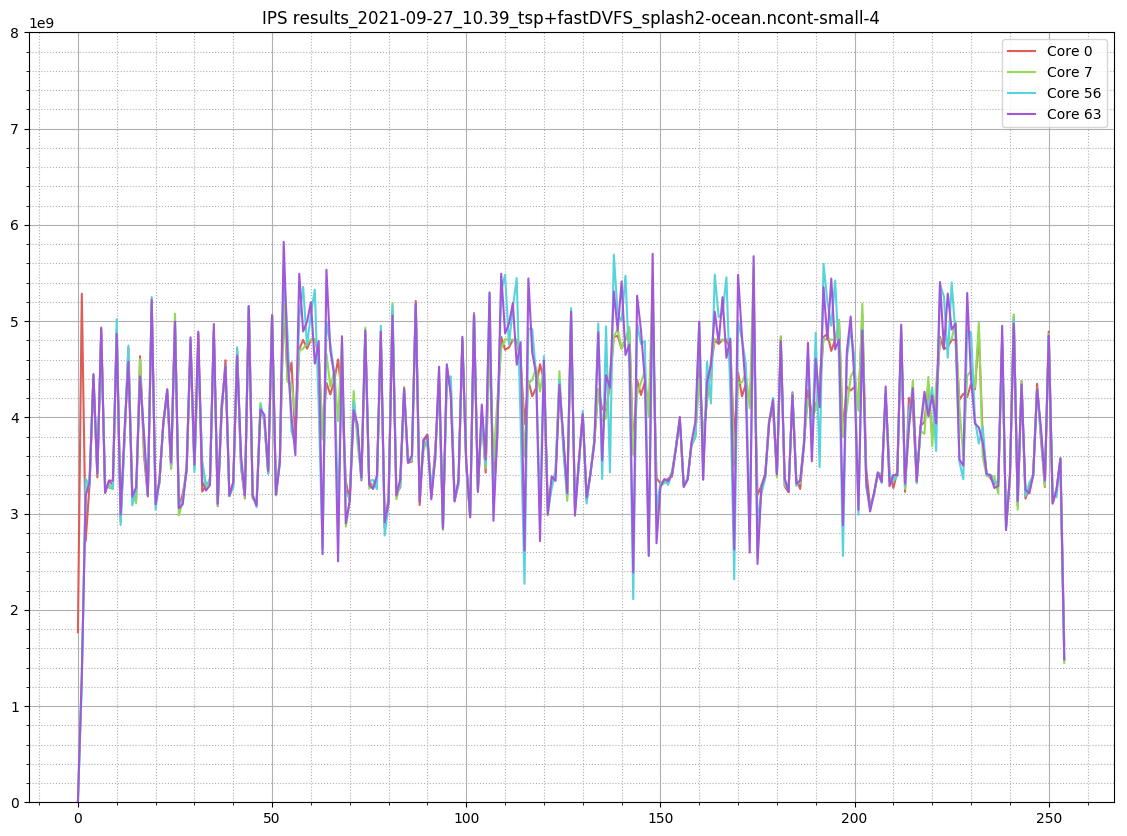 IPS results_2021-09-27_10.39_tsp+fastDVFS_splash2-ocean.ncont-small-4
1e9
8
7
6
5
4
3
2
1
0
Core 0
Core 7
Core 56
Core 63
0 50 100 150 200 250